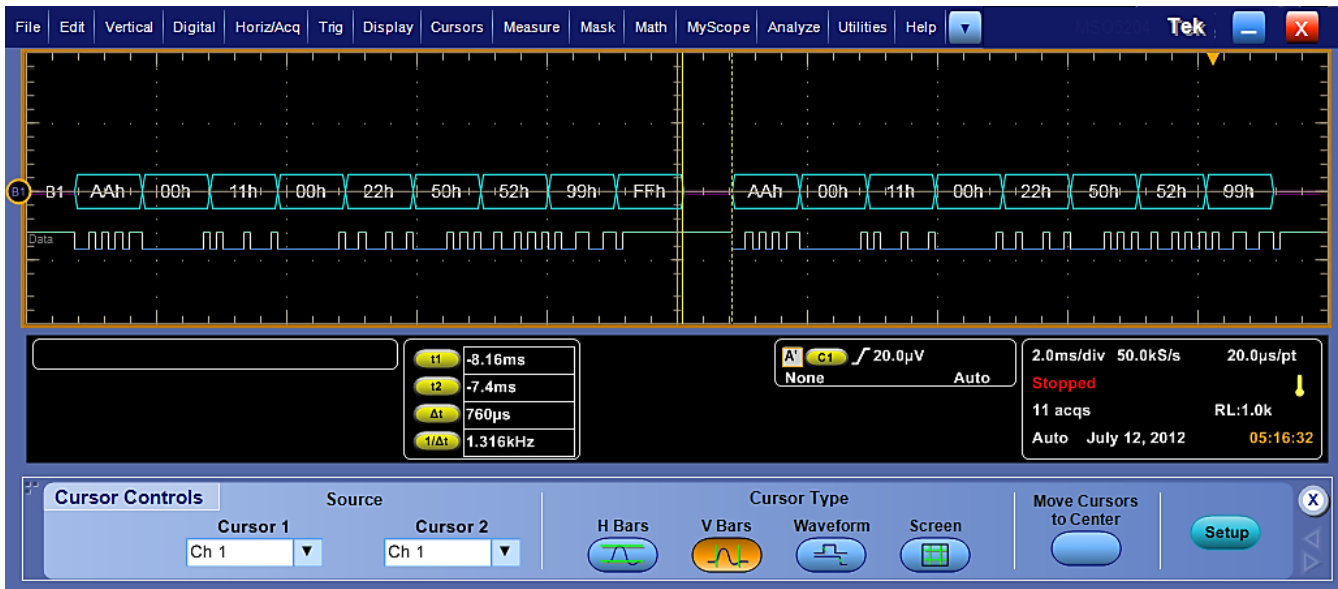 File Edit Vertical Digital Horiz/Acq Trig Display Cursors Measure Mask Math MyScope Analyze Utilities Help Tek X
B1 B1 AAh 00h 11h 00h 22h 50h 52h 99h FFh AAh 00h 11h 00h 22h 50h 52h 99h
Data
t1 -8.16ms
t2 -7.4ms
Δt 760µs
1/Δt 1.316kHz
A' C1 20.0µV
None Auto
2.0ms/div 50.0kS/s 20.0µs/pt
Stopped
11 acqs RL:1.0k
Auto July 12, 2012 05:16:32
Cursor Controls
Source
Cursor 1 Cursor 2
Ch 1 Ch 1
Cursor Type
H Bars V Bars Waveform Screen
Move Cursors
to Center
Setup
X